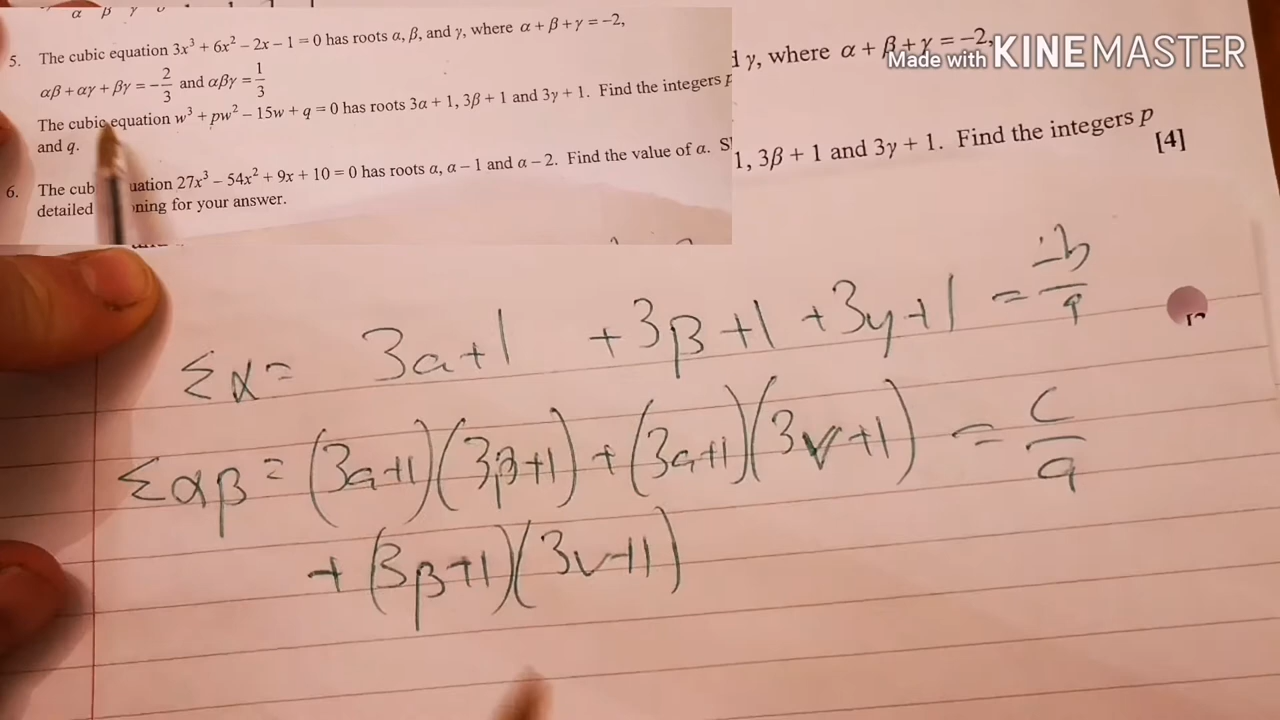 α β γ
5. The cubic equation 3x³ + 6x² − 2x − 1 = 0 has roots α, β, and γ, where α + β + γ = −2,
αβ + αγ + βγ = −2/3 and αβγ = 1/3
The cubic equation w³ + pw² − 15w + q = 0 has roots 3α + 1, 3β + 1 and 3γ + 1. Find the integers p
and q.
6. The cub uation 27x³ − 54x² + 9x + 10 = 0 has roots α, α − 1 and α − 2. Find the value of α. S
detailed ning for your answer.
d γ, where α + β + γ = −2,
Made with KINEMASTER
1, 3β + 1 and 3γ + 1. Find the integers p
[4]
Σα = 3α+1 + 3β+1 + 3γ+1 = −b/a
Σαβ = (3α+1)(3β+1) + (3α+1)(3γ+1) = c/a
+ (3β+1)(3γ+1)